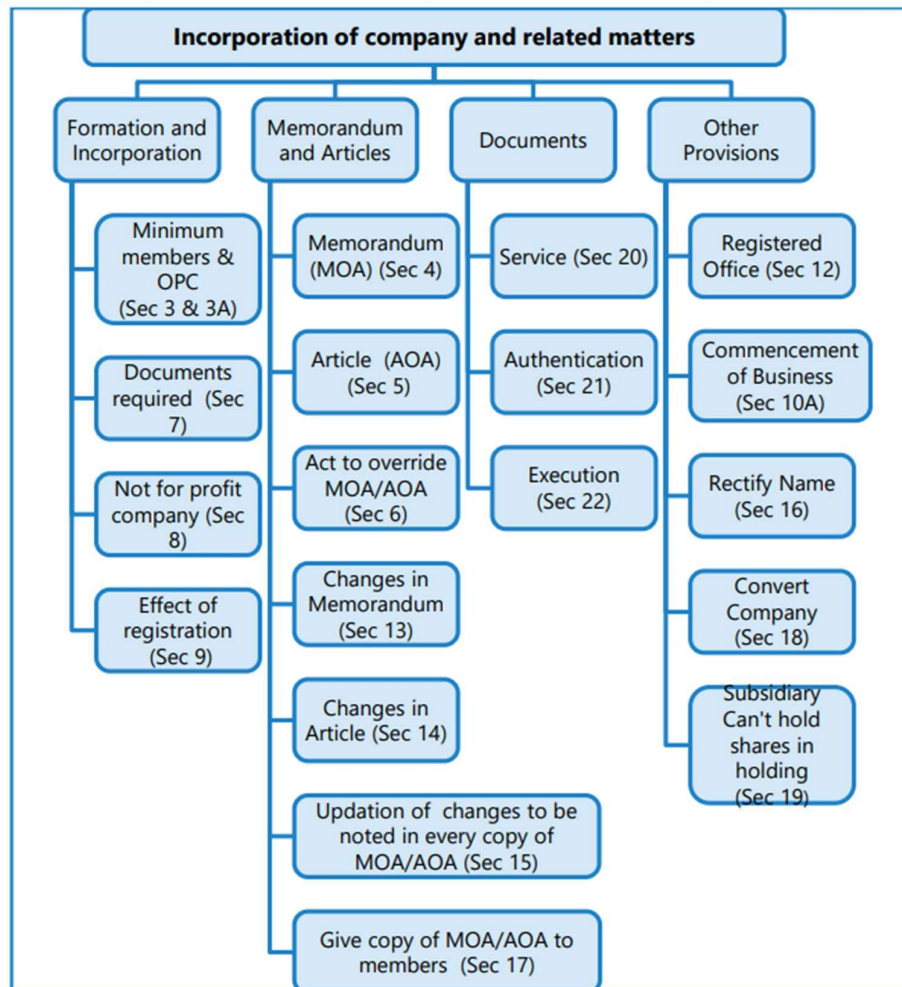 Incorporation of company and related matters
Formation and
Incorporation
Memorandum
and Articles
Documents
Other
Provisions
Minimum
members &
OPC
(Sec 3 & 3A)
Documents
required (Sec
7)
Not for profit
company (Sec
8)
Effect of
registration
(Sec 9)
Memorandum
(MOA) (Sec 4)
Article (AOA)
(Sec 5)
Act to override
MOA/AOA
(Sec 6)
Changes in
Memorandum
(Sec 13)
Changes in
Article (Sec 14)
Updation of changes to be
noted in every copy of
MOA/AOA (Sec 15)
Give copy of MOA/AOA to
members (Sec 17)
Service (Sec 20)
Authentication
(Sec 21)
Execution
(Sec 22)
Registered
Office (Sec 12)
Commencement
of Business
(Sec 10A)
Rectify Name
(Sec 16)
Convert
Company
(Sec 18)
Subsidiary
Can't hold
shares in
holding
(Sec 19)